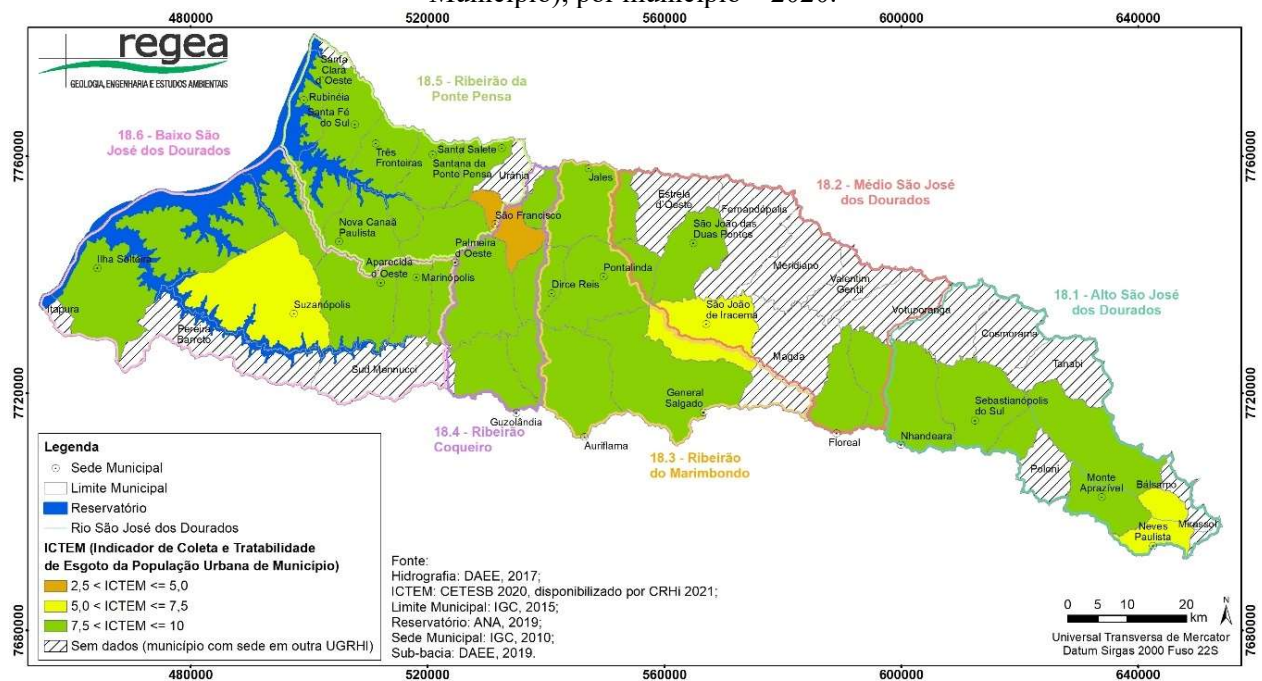 Município), por município – 2020.
480000 520000 560000 600000 640000
regea
GEOLOGIA, ENGENHARIA E ESTUDOS AMBIENTAIS
Santa
Clara
d'Oeste
Rubinéia
Santa Fé
do Sul
18.5 - Ribeirão da
Ponte Pensa
18.6 - Baixo São
José dos Dourados
7760000
7760000
Três
Fronteiras
Santa Salete
Santana da
Ponte Pensa
Urânia
Jales
18.2 - Médio São José
dos Dourados
Estrela
d'Oeste
Fernandópolis
São João das
Duas Pontes
São Francisco
Nova Canaã
Paulista
Palmeira
d'Oeste
Ilha Solteira
Aparecida
d'Oeste
Marinópolis
Pontalinda
Dirce Reis
Meridiano
Valentim
Gentil
Votuporanga
18.1 - Alto São José
dos Dourados
Itapura
Suzanápolis
São João
de Iracema
Pereira
Barreto
Cosmorama
Sud Mennucci
Magda
Tanabi
7720000
7720000
General
Salgado
Sebastianópolis
do Sul
Guzolândia
Auriflama
Floreal
Nhandeara
18.4 - Ribeirão
Coqueiro
18.3 - Ribeirão
do Marimbondo
Poloni
Monte
Aprazível
Bálsamo
Neves
Paulista
Mirassol
Legenda
Sede Municipal
Limite Municipal
Reservatório
Rio São José dos Dourados
ICTEM (Indicador de Coleta e Tratabilidade
de Esgoto da População Urbana de Município)
2,5 < ICTEM <= 5,0
5,0 < ICTEM <= 7,5
7,5 < ICTEM <= 10
Sem dados (município com sede em outra UGRHI)
Fonte:
Hidrografia: DAEE, 2017;
ICTEM: CETESB 2020, disponibilizado por CRHi 2021;
Limite Municipal: IGC, 2015;
Reservatório: ANA, 2019;
Sede Municipal: IGC, 2010;
Sub-bacia: DAEE, 2019.
0 5 10 20
km
N
Universal Transversa de Mercator
Datum Sirgas 2000 Fuso 22S
7680000
7680000
480000 520000 560000 600000 640000